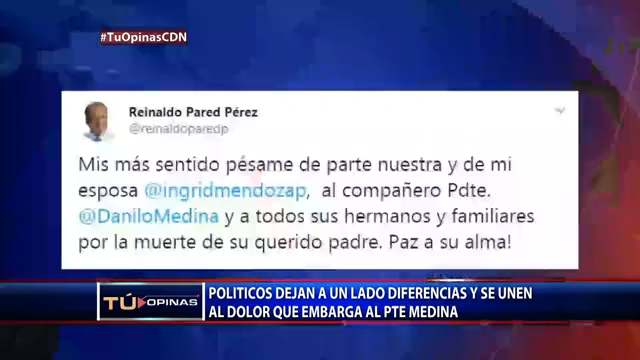 #TuOpinasCDN
Reinaldo Pared Pérez
@reinaldoparedp
Mis más sentido pésame de parte nuestra y de mi
esposa @ingridmendozap, al compañero Pdte.
@DaniloMedina y a todos sus hermanos y familiares
por la muerte de su querido padre. Paz a su alma!
TÚ OPINAS
POLITICOS DEJAN A UN LADO DIFERENCIAS Y SE UNEN
AL DOLOR QUE EMBARGA AL PTE MEDINA